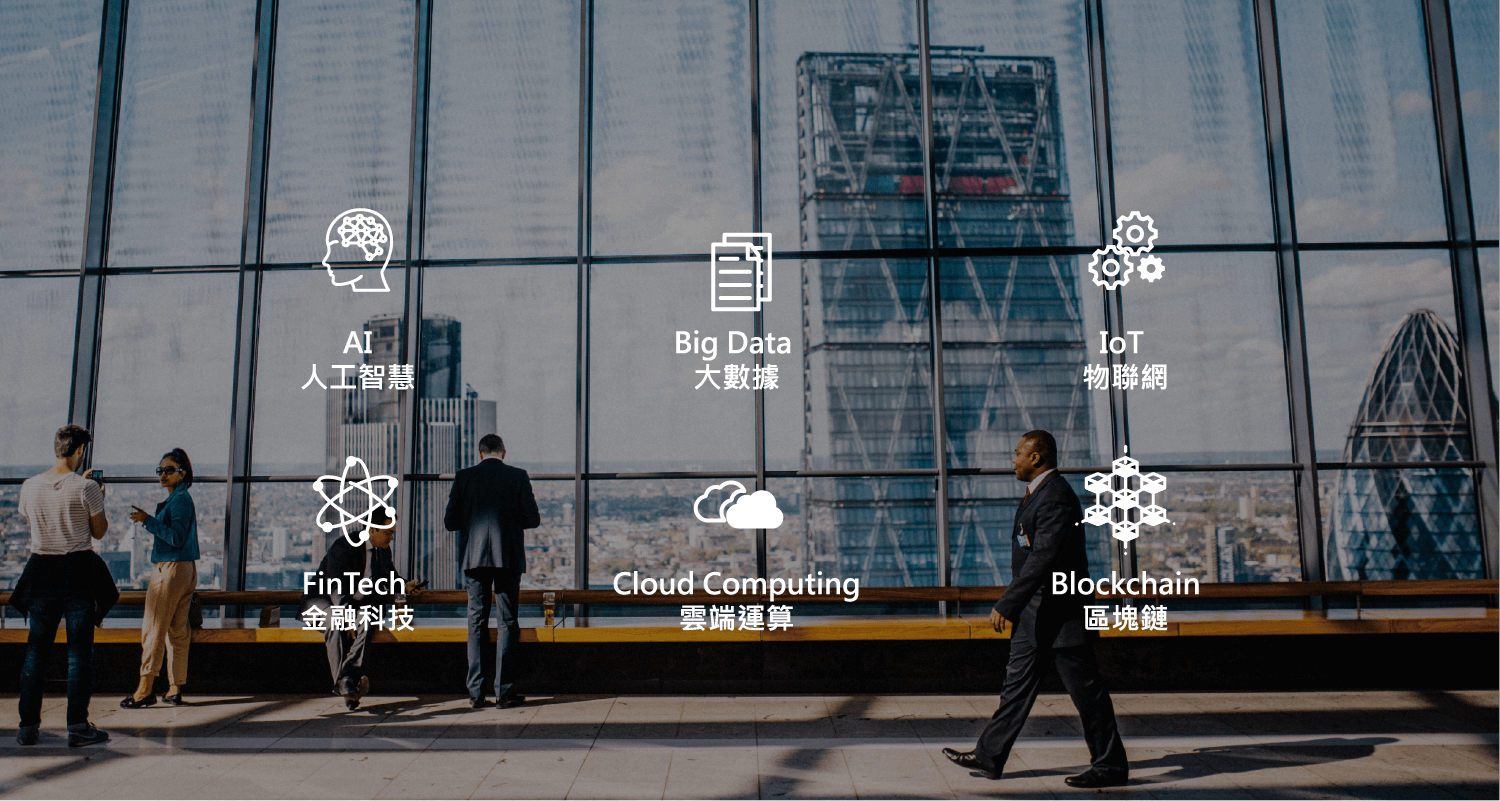 AI
人工智慧
Big Data
大數據
IoT
物聯網
FinTech
金融科技
Cloud Computing
雲端運算
Blockchain
區塊鏈